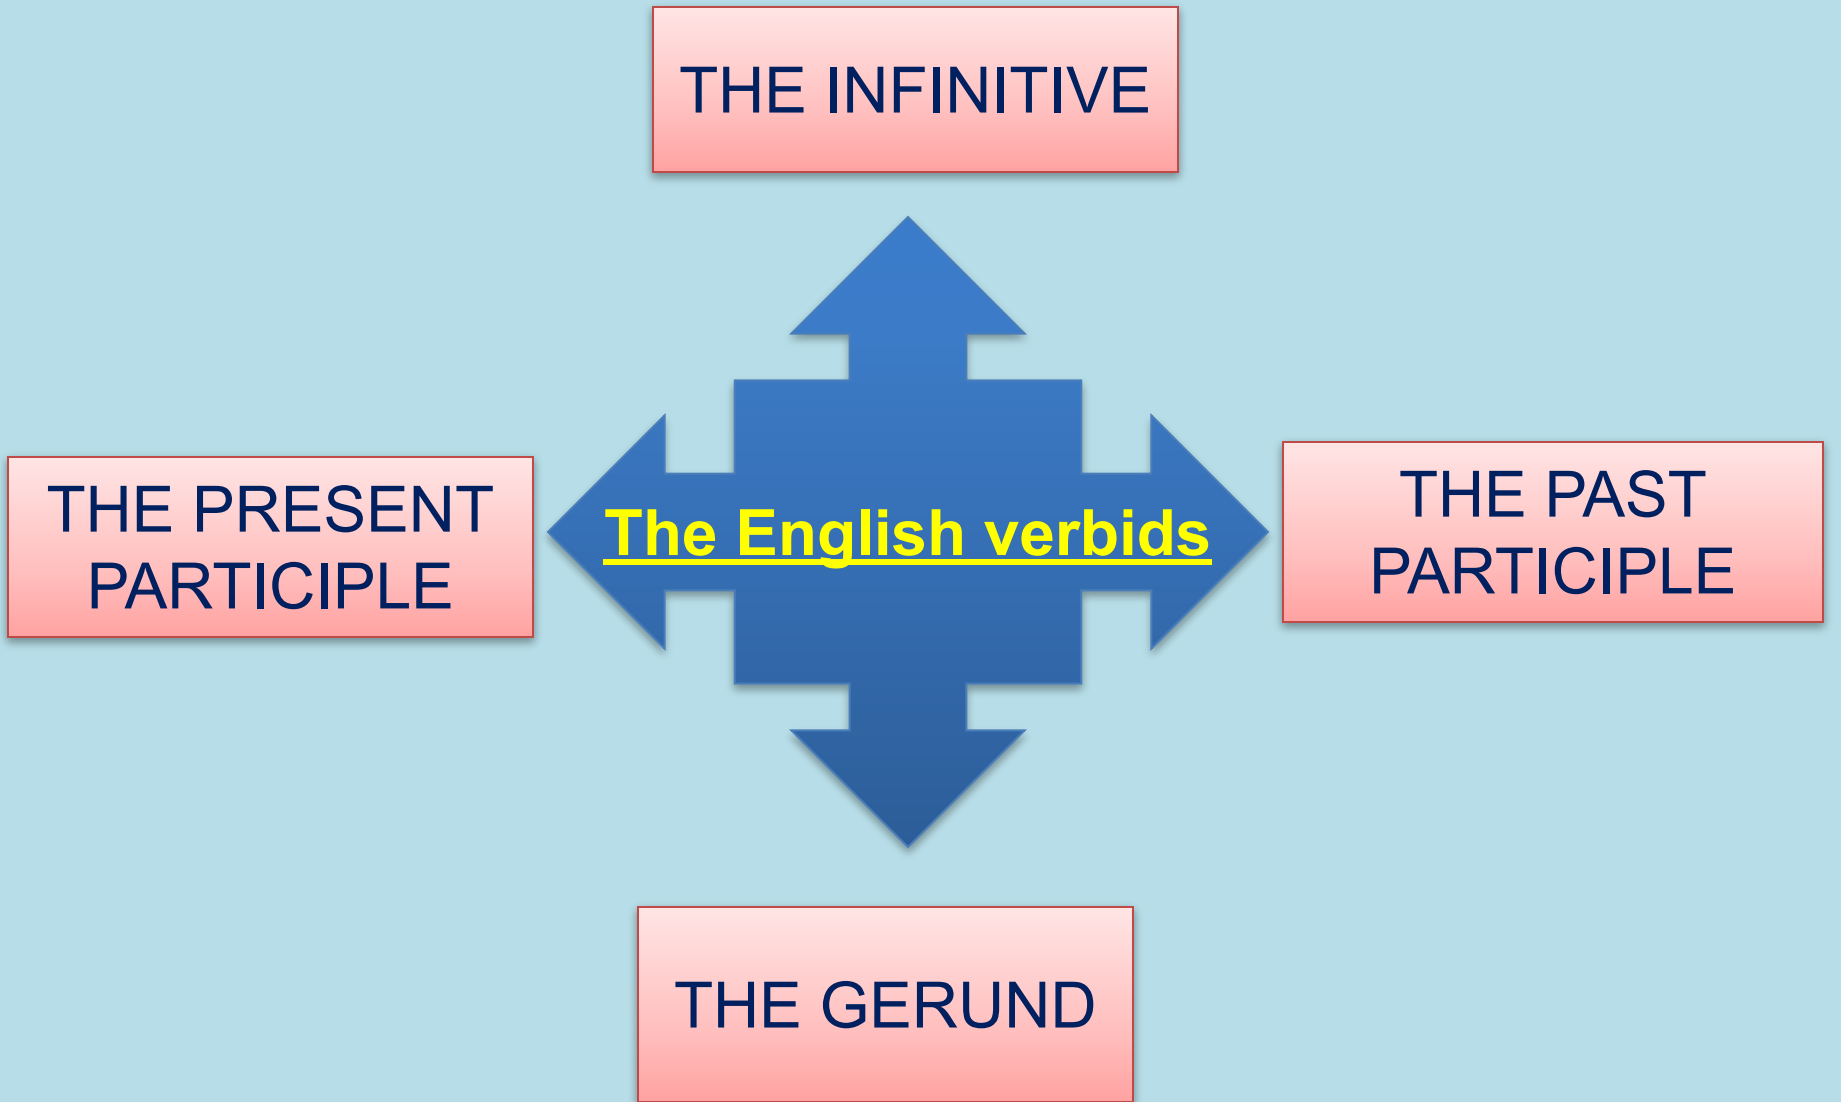 THE INFINITIVE
THE PRESENT
PARTICIPLE
The English verbids
THE PAST
PARTICIPLE
THE GERUND